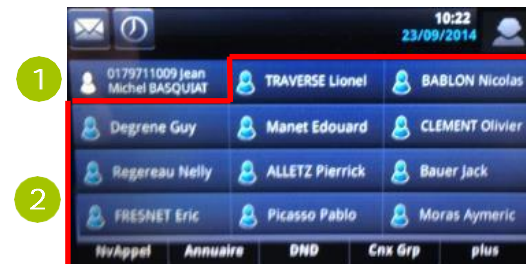 10:22
23/09/2014
1
0179711009 Jean
Michel BASQUIAT
TRAVERSE Lionel
BABLON Nicolas
Degrene Guy
Manet Edouard
CLEMENT Olivier
2
Regereau Nelly
ALLETZ Pierrick
Bauer Jack
FRESNET Eric
Picasso Pablo
Moras Aymeric
NvAppel
Annuaire
DND
Cnx Grp
plus